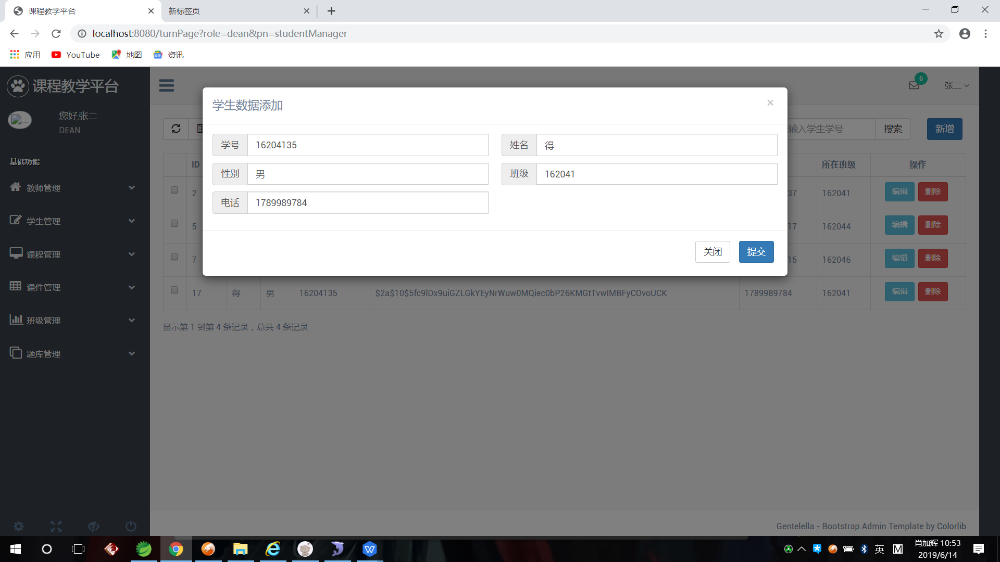 课程教学平台
新标签页
localhost:8080/turnPage?role=dean&pn=studentManager
应用 YouTube 地图 资讯
课程教学平台
6
张二
您好,张二
DEAN
学生数据添加 ×
输入学生学号 搜索 新增
学号 16204135 姓名 得
性别 男 班级 162041
电话 1789989784
关闭 提交
基础功能
教师管理
学生管理
课程管理
课件管理
班级管理
题库管理
ID 所在班级 操作
2 37 162041 编辑 删除
5 17 162044 编辑 删除
7 15 162046 编辑 删除
17 得 男 16204135 $2a$10$5fc9lDx9uiGZLGkYEyNrWuw0MQiec0bP26KMGtTvwIMBFyCOvoUCK 1789989784 162041 编辑 删除
显示第 1 到第 4 条记录，总共 4 条记录
Gentelella - Bootstrap Admin Template by Colorlib
英 M
肖加辉 10:53
2019/6/14